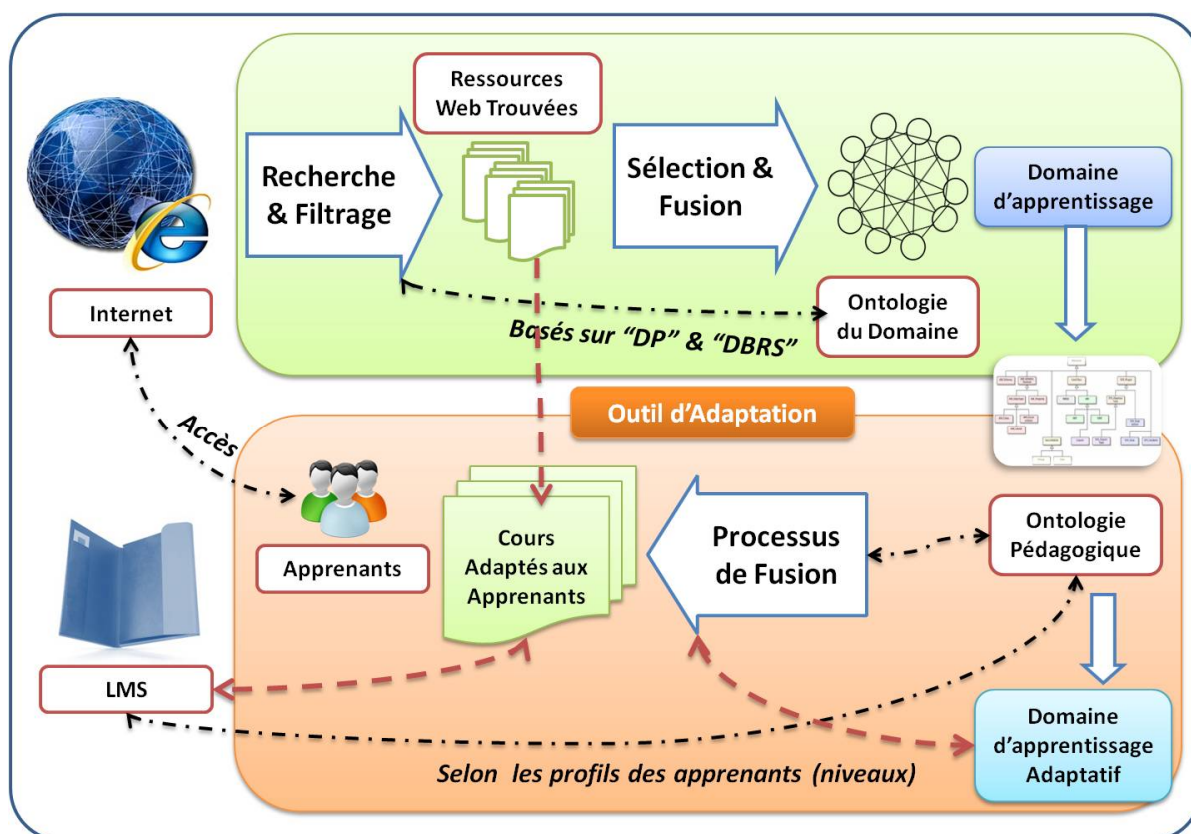 Ressources
Web Trouvées
Recherche
& Filtrage
Sélection &
Fusion
Domaine
d'apprentissage
Internet
Ontologie
du Domaine
Basés sur “DP” & “DBRS”
Accès
Outil d'Adaptation
Apprenants
Cours
Adaptés aux
Apprenants
Processus
de Fusion
Ontologie
Pédagogique
LMS
Domaine
d'apprentissage
Adaptatif
Selon les profils des apprenants (niveaux)